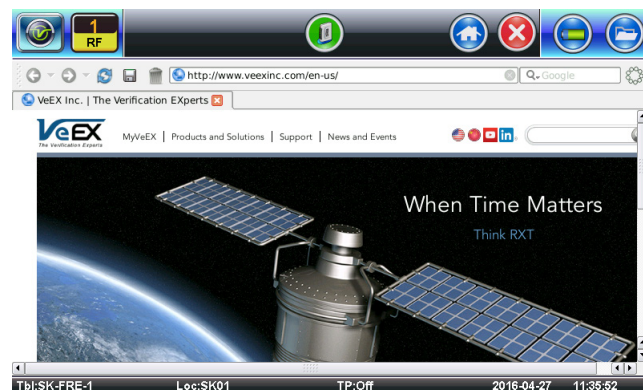 1
RF
http://www.veexinc.com/en-us/
Google
VeEX Inc. | The Verification EXperts
VeEX
The Verification Experts
MyVeEX | Products and Solutions | Support | News and Events
in
When Time Matters
Think RXT
Tbl:SK-FRE-1 Loc:SK01 TP:Off 2016-04-27 11:35:52